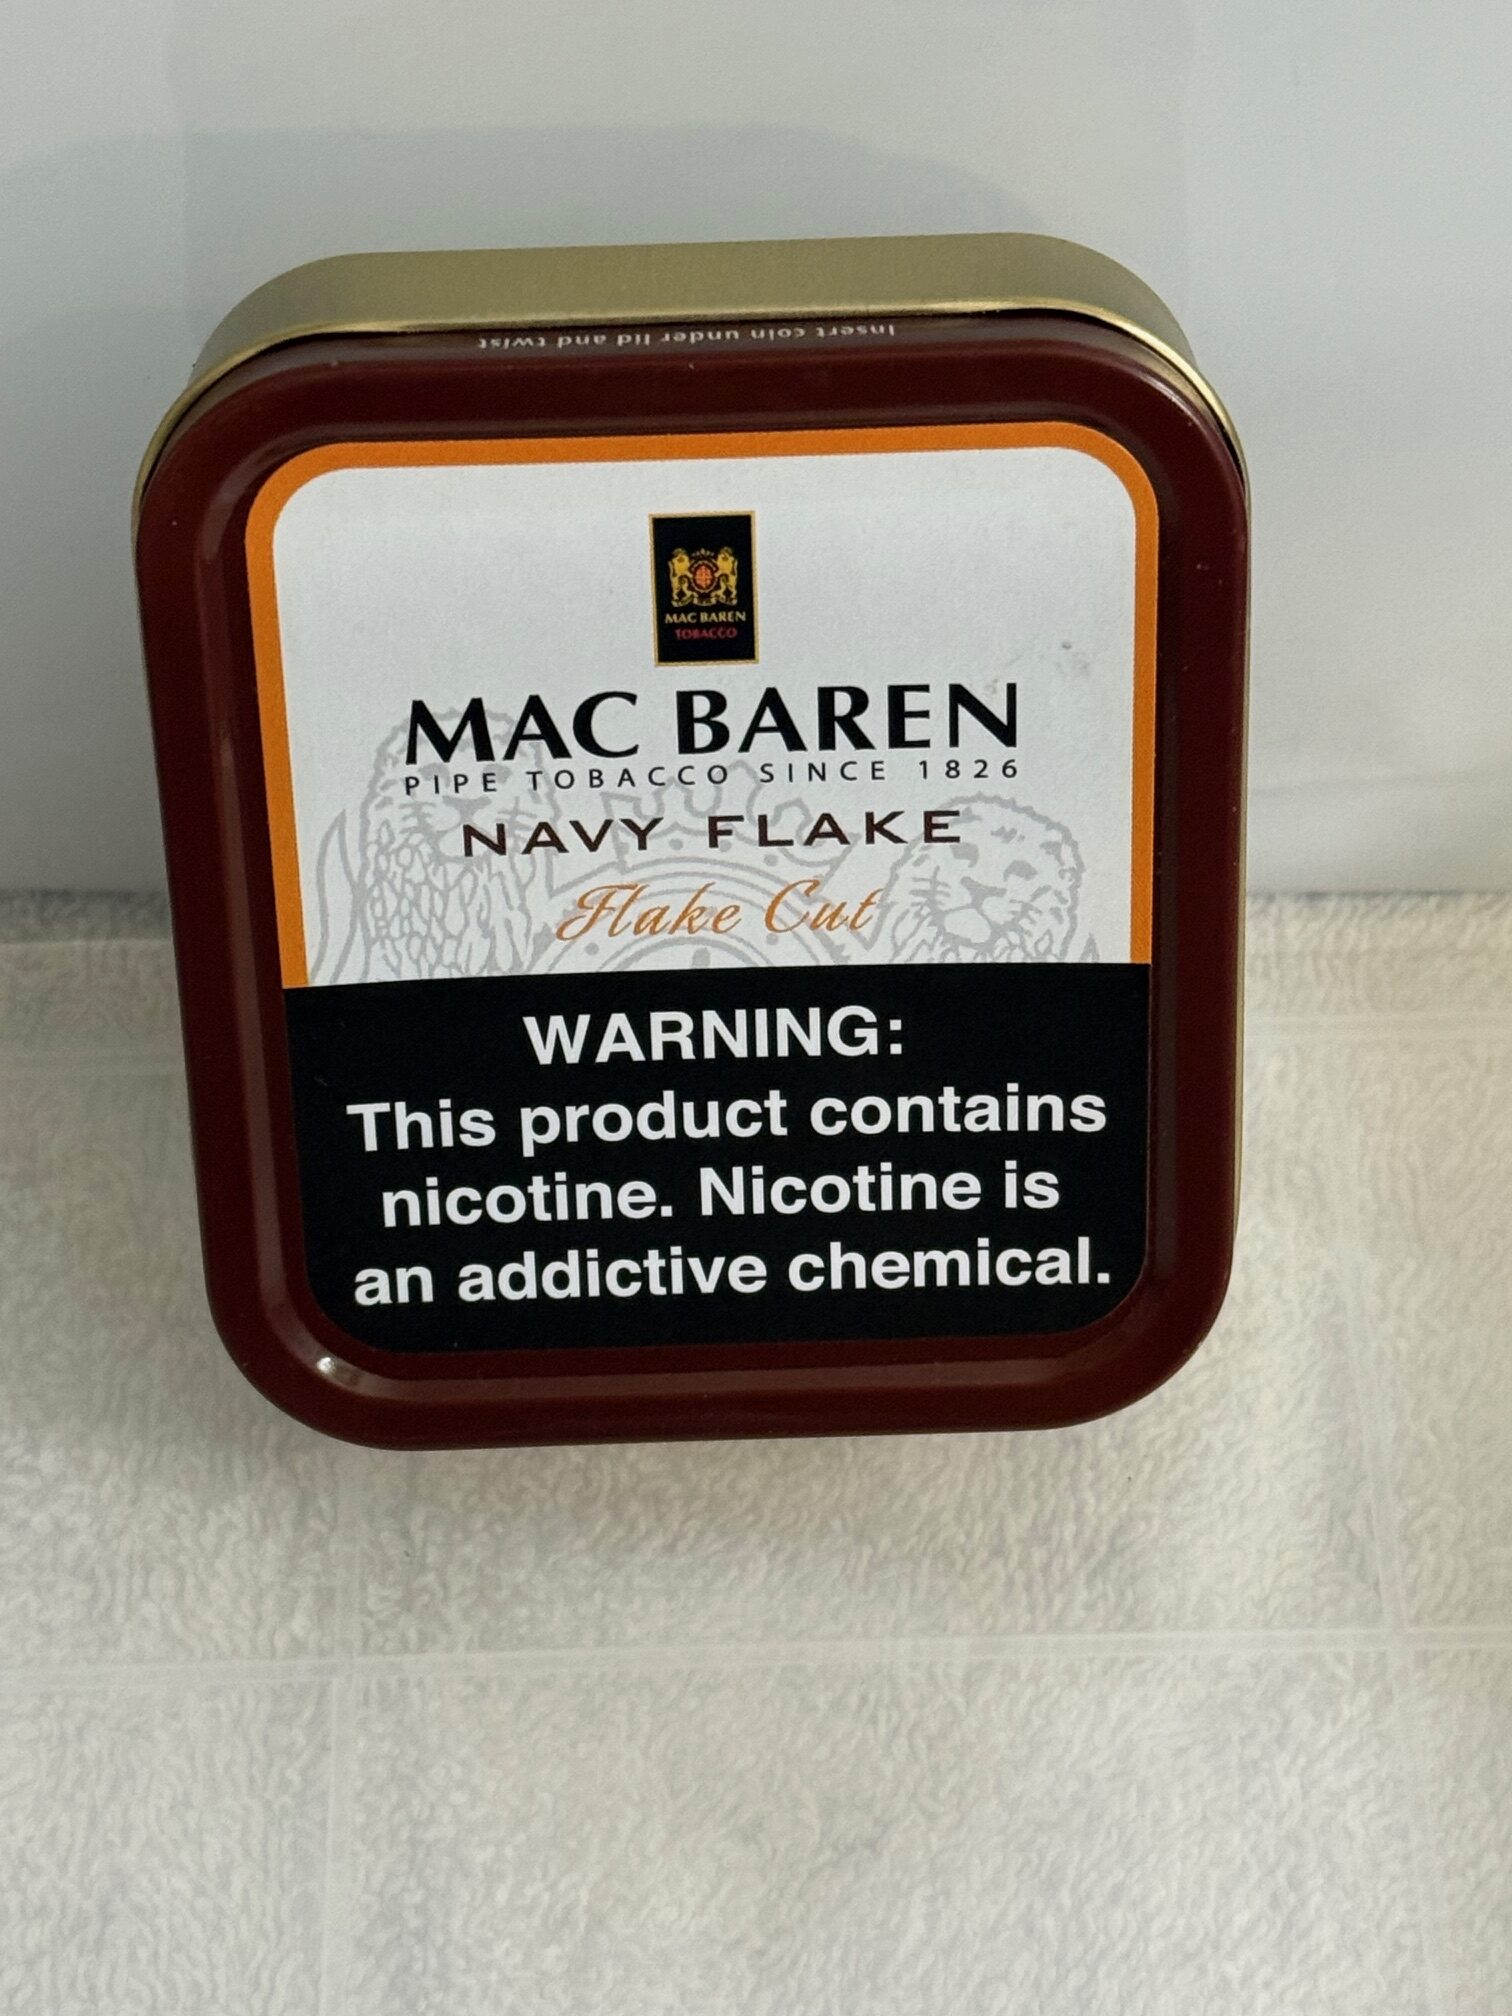 Insert coin under lid and twist
MAC BAREN
TOBACCO
MAC BAREN
PIPE TOBACCO SINCE 1826
NAVY FLAKE
Flake Cut
WARNING:
This product contains
nicotine. Nicotine is
an addictive chemical.